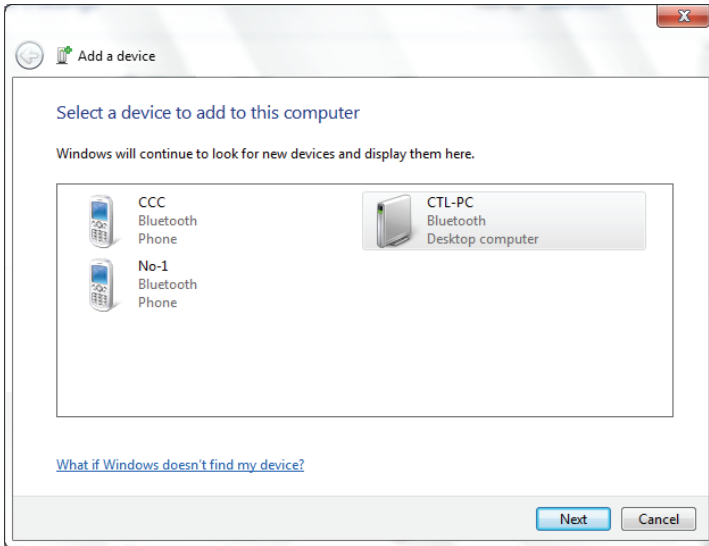 Add a device
Select a device to add to this computer
Windows will continue to look for new devices and display them here.
CCC
Bluetooth
Phone
CTL-PC
Bluetooth
Desktop computer
No-1
Bluetooth
Phone
What if Windows doesn't find my device?
Next
Cancel